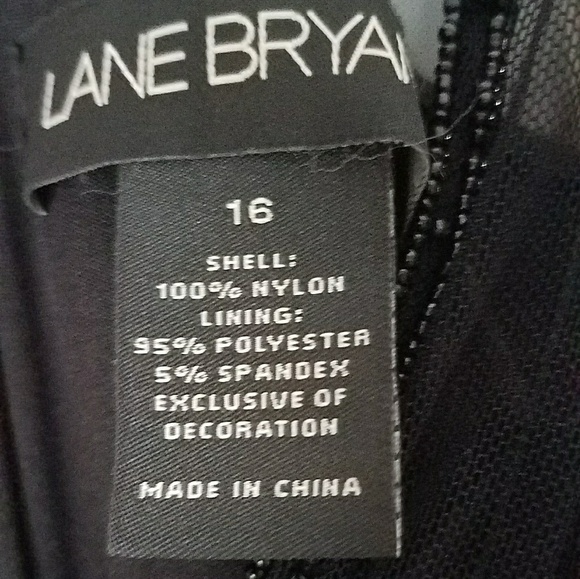 LANE BRYA
16
SHELL:
100% NYLON
LINING:
95% POLYESTER
5% SPANDEX
EXCLUSIVE OF
DECORATION
MADE IN CHINA